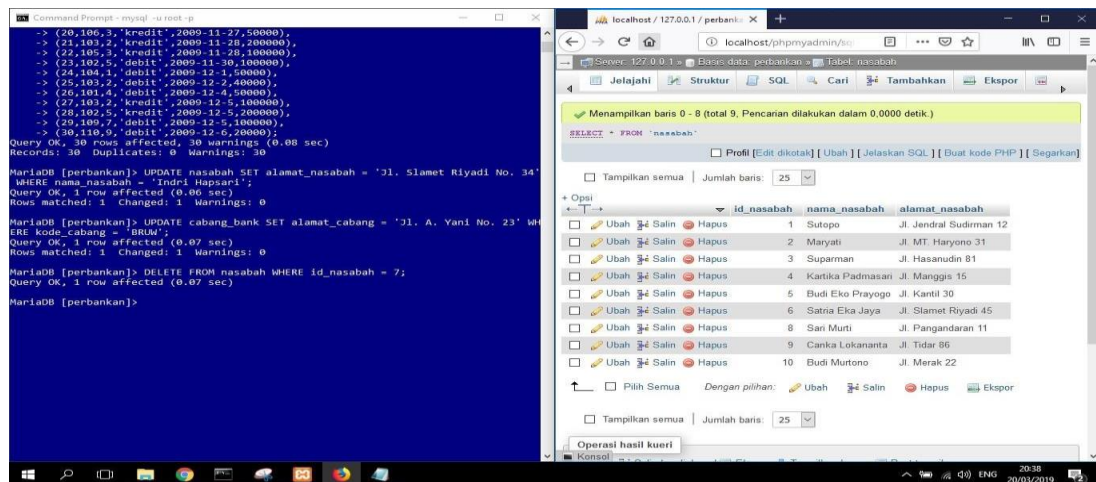 Command Prompt - mysql -u root -p
-> (20,106,3,'kredit',2009-11-27,50000),
-> (21,103,2,'kredit',2009-11-28,200000),
-> (22,105,3,'kredit',2009-11-28,100000),
-> (23,102,5,'debit',2009-11-30,100000),
-> (24,104,1,'debit',2009-12-1,50000),
-> (25,103,2,'debit',2009-12-2,40000),
-> (26,101,4,'debit',2009-12-4,50000),
-> (27,103,2,'kredit',2009-12-5,100000),
-> (28,102,5,'kredit',2009-12-5,200000),
-> (29,109,7,'debit',2009-12-5,100000),
-> (30,110,9,'debit',2009-12-6,20000);
Query OK, 30 rows affected, 30 warnings (0.08 sec)
Records: 30 Duplicates: 0 Warnings: 30
MariaDB [perbankan]> UPDATE nasabah SET alamat_nasabah = 'Jl. Slamet Riyadi No. 34'
WHERE nama_nasabah = 'Indri Hapsari';
Query OK, 1 row affected (0.06 sec)
Rows matched: 1 Changed: 1 Warnings: 0
MariaDB [perbankan]> UPDATE cabang_bank SET alamat_cabang = 'Jl. A. Yani No. 23' WH
ERE kode_cabang = 'BRUW';
Query OK, 1 row affected (0.07 sec)
Rows matched: 1 Changed: 1 Warnings: 0
MariaDB [perbankan]> DELETE FROM nasabah WHERE id_nasabah = 7;
Query OK, 1 row affected (0.07 sec)
MariaDB [perbankan]>
localhost / 127.0.0.1 / perbanka
localhost/phpmyadmin/sq
Server: 127.0.0.1 » Basis data: perbankan » Tabel: nasabah
Jelajahi Struktur SQL Cari Tambahkan Ekspor
Menampilkan baris 0 - 8 (total 9, Pencarian dilakukan dalam 0,0000 detik.)
SELECT * FROM `nasabah`
Profil [Edit dikotak] [ Ubah ] [ Jelaskan SQL ] [ Buat kode PHP ] [ Segarkan]
Tampilkan semua | Jumlah baris: 25
+ Opsi
id_nasabah nama_nasabah alamat_nasabah
Ubah Salin Hapus 1 Sutopo Jl. Jendral Sudirman 12
Ubah Salin Hapus 2 Maryati Jl. MT. Haryono 31
Ubah Salin Hapus 3 Suparman Jl. Hasanudin 81
Ubah Salin Hapus 4 Kartika Padmasari Jl. Manggis 15
Ubah Salin Hapus 5 Budi Eko Prayogo Jl. Kantil 30
Ubah Salin Hapus 6 Satria Eka Jaya Jl. Slamet Riyadi 45
Ubah Salin Hapus 8 Sari Murti Jl. Pangandaran 11
Ubah Salin Hapus 9 Canka Lokananta Jl. Tidar 86
Ubah Salin Hapus 10 Budi Murtono Jl. Merak 22
Pilih Semua Dengan pilihan: Ubah Salin Hapus Ekspor
Tampilkan semua | Jumlah baris: 25
Operasi hasil kueri
Konsol
ENG
20:38
20/03/2019